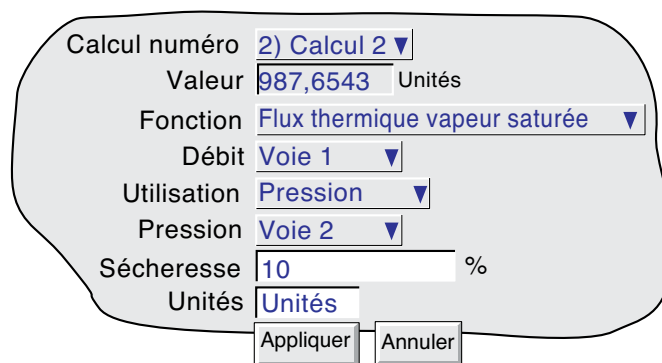 Calcul numéro 2) Calcul 2
Valeur 987,6543 Unités
Fonction Flux thermique vapeur saturée
Débit Voie 1
Utilisation Pression
Pression Voie 2
Sécheresse 10 %
Unités Unités
Appliquer Annuler